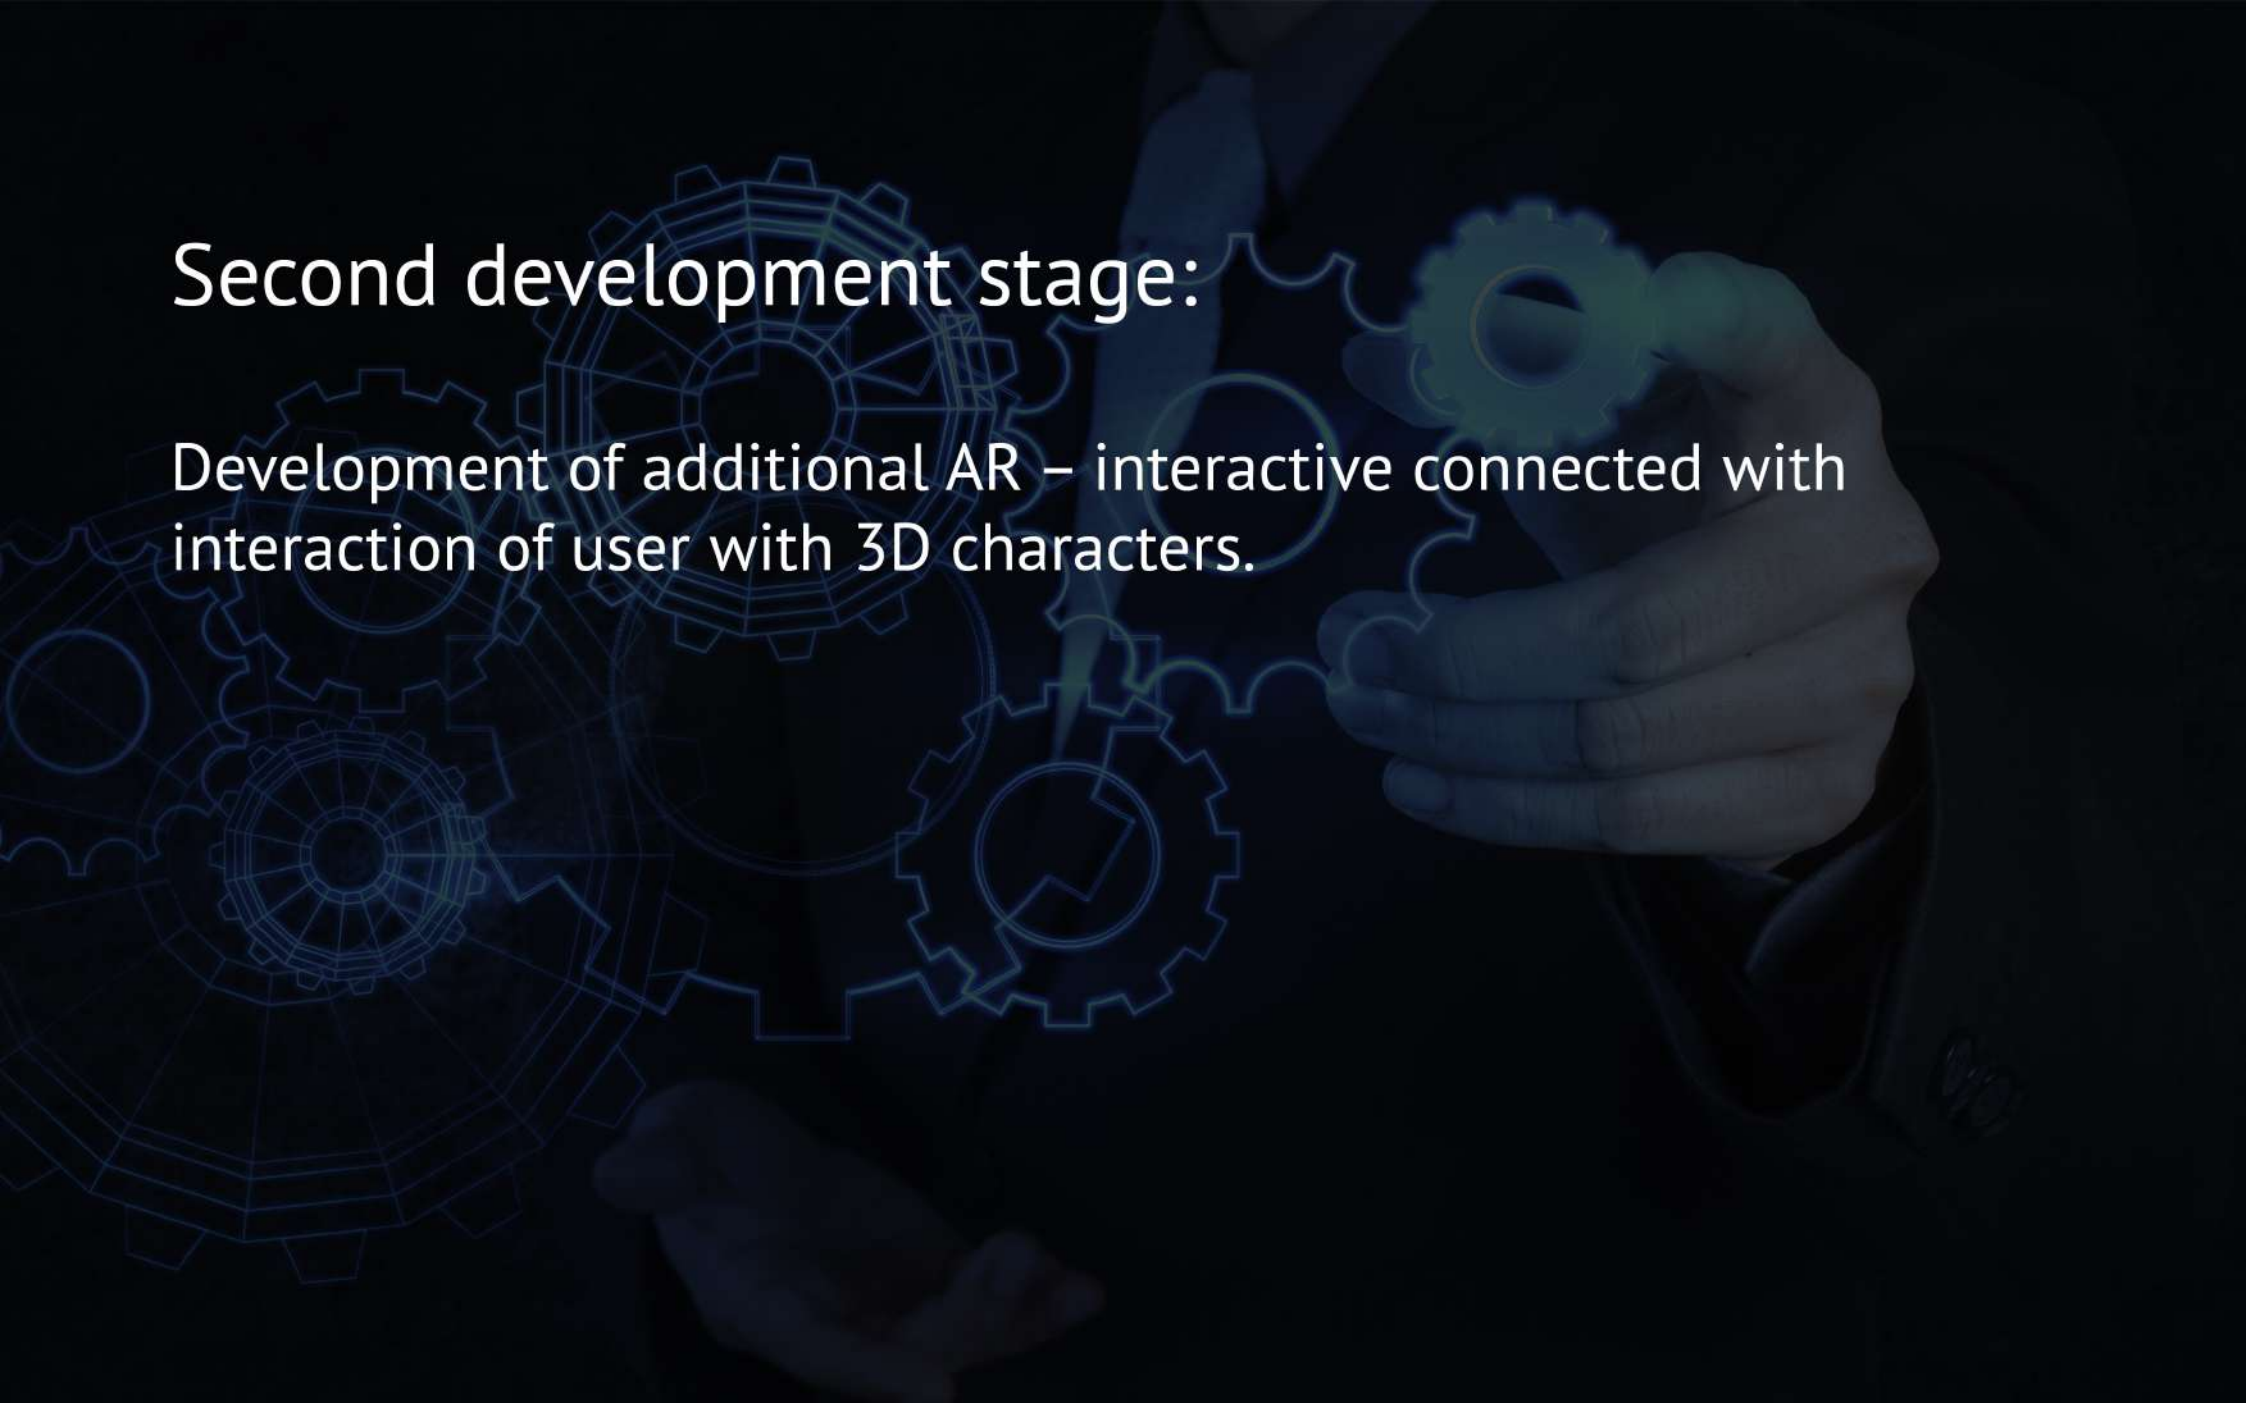 Second development stage:
Development of additional AR – interactive connected with
interaction of user with 3D characters.